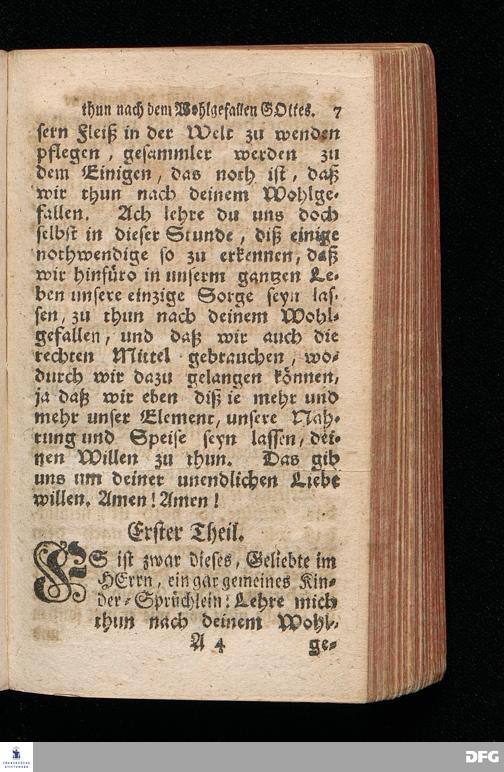 thun nach dem Wohlgefallen GOttes. 7
sern Fleiß in der Welt zu wenden
pflegen, gesammler werden zu
dem Einigen, das noth ist, daß
wir thun nach deinem Wohlge-
fallen. Ach lehre du uns doch
selbst in dieser Stunde, diß einige
nothwendige so zu erkennen, daß
wir hinfüro in unserm gantzen Le-
ben unsere einzige Sorge seyn las-
sen, zu thun nach deinem Wohl-
gefallen, und daß wir auch die
rechten Mittel gebrauchen, wo-
durch wir dazu gelangen können,
ja daß wir eben diß ie mehr und
mehr unser Element, unsere Nah-
rung und Speise seyn lassen, dei-
nen Willen zu thun. Das gib
uns um deiner unendlichen Liebe
willen. Amen! Amen!
Erster Theil.
ES ist zwar dieses, Geliebte im
HErrn, ein gar gemeines Kin-
der-Sprüchlein: Lehre mich
thun nach deinem Wohl-
A 4 ge-
FRANCKESCHE
STIFTUNGEN
DFG